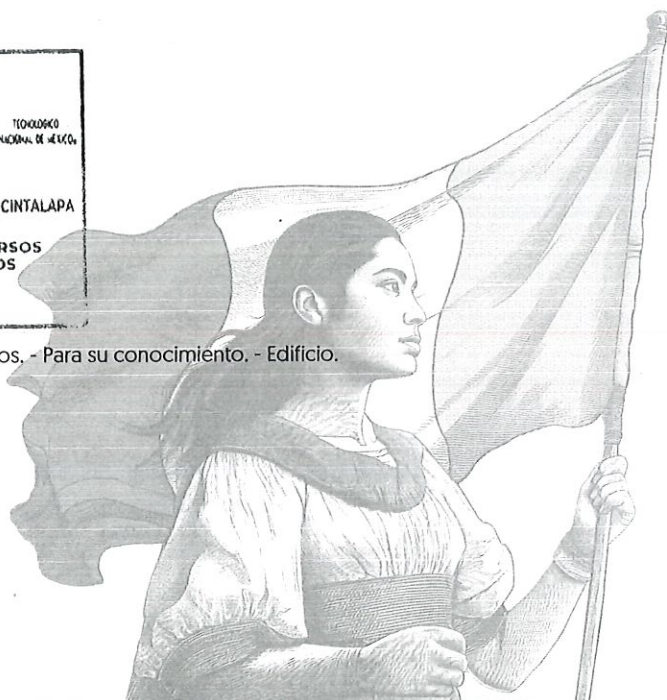 TECNOLÓGICO
NACIONAL DE MÉXICO
CINTALAPA
RSOS
OS
os. - Para su conocimiento. - Edificio.